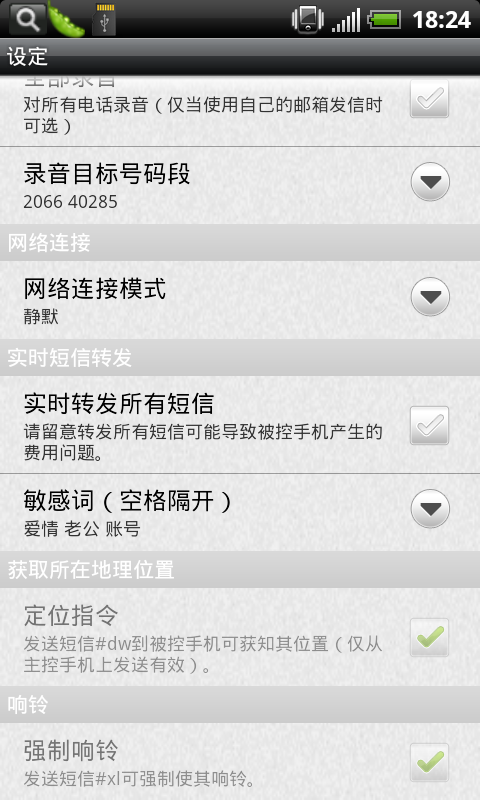 18:24
设定
全部录音
对所有电话录音（仅当使用自己的邮箱发信时
可选）
录音目标号码段
2066 40285
网络连接
网络连接模式
静默
实时短信转发
实时转发所有短信
请留意转发所有短信可能导致被控手机产生的
费用问题。
敏感词（空格隔开）
爱情 老公 账号
获取所在地理位置
定位指令
发送短信#dw到被控手机可获知其位置（仅从
主控手机上发送有效）。
响铃
强制响铃
发送短信#xl可强制使其响铃。